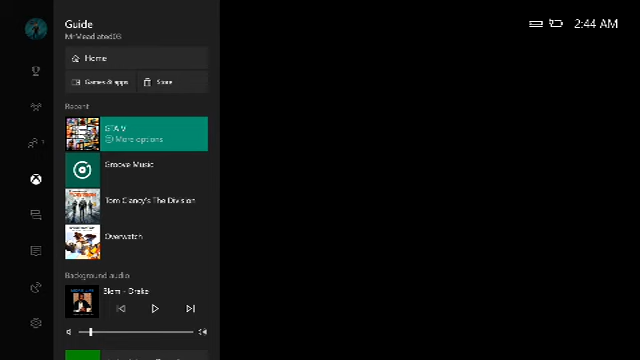 Guide
2:44 AM
Home
Games & apps
Store
Recent
GTA V
More options
Groove Music
Tom Clancy's The Division
Overwatch
Background audio
- Drake